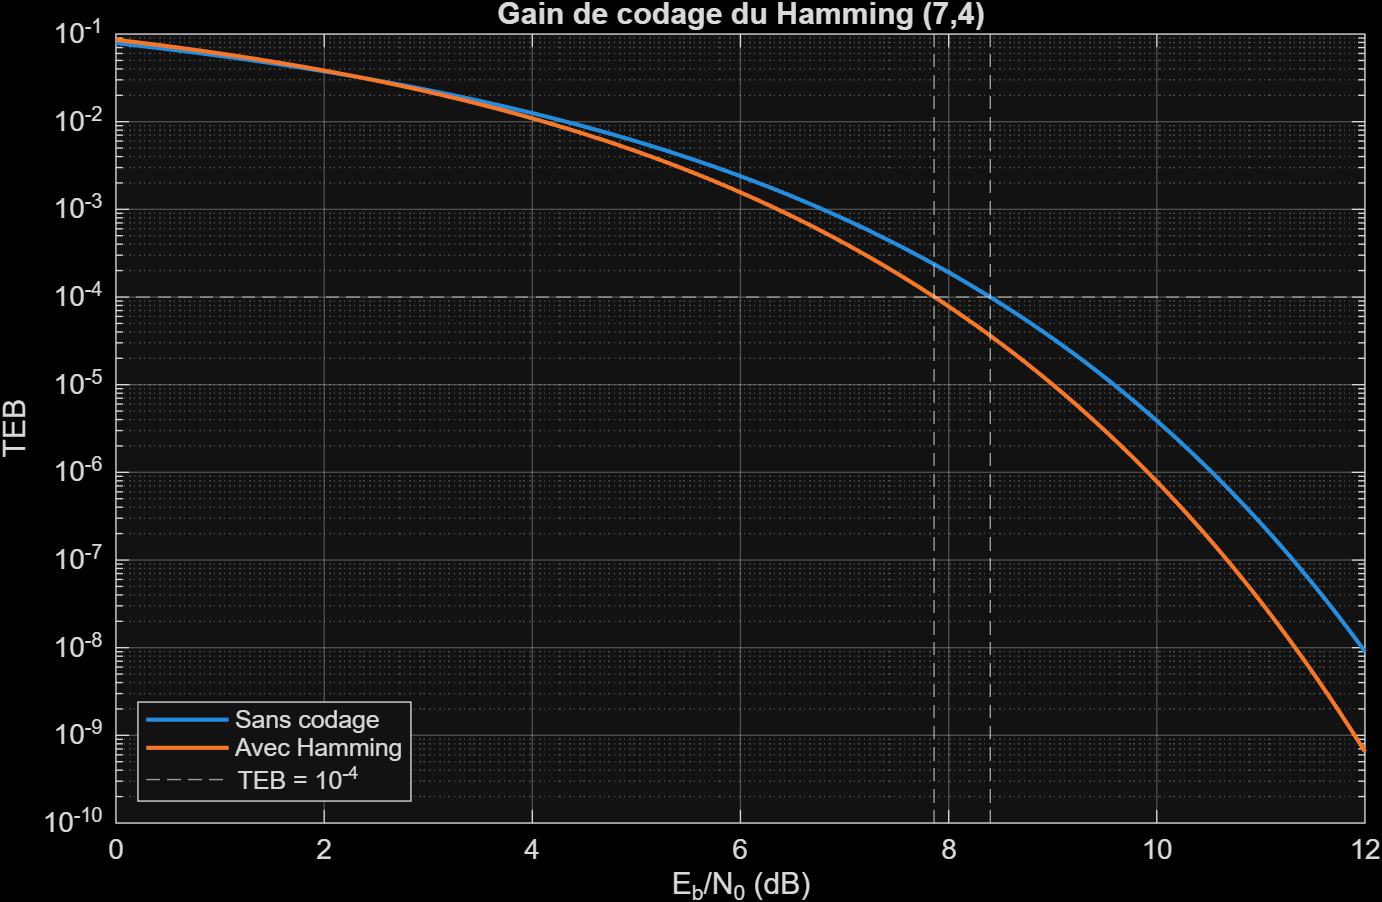 Gain de codage du Hamming (7,4)
10^-1
10^-2
10^-3
10^-4
10^-5
10^-6
10^-7
10^-8
10^-9
10^-10
TEB
Sans codage
Avec Hamming
TEB = 10^-4
0 2 4 6 8 10 12
E_b/N_0 (dB)